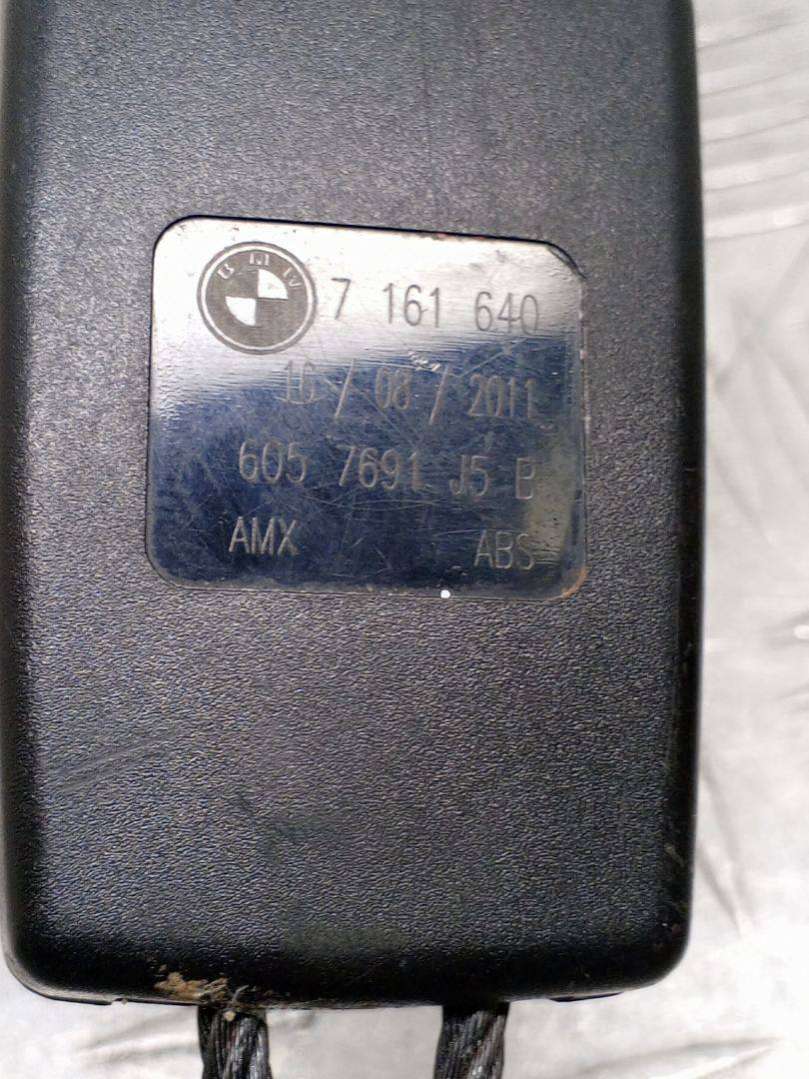 BMW 7 161 640
16 / 08 / 2011
605 7691 J5 B
AMX ABS